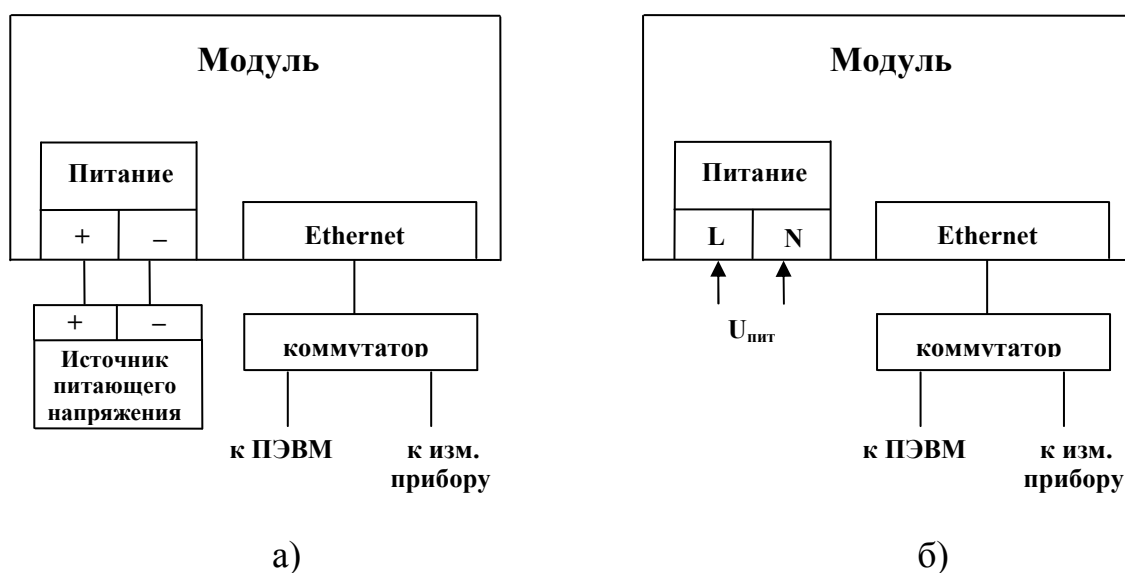 Модуль
Питание
+ –
Ethernet
+ –
Источник
питающего
напряжения
коммутатор
к ПЭВМ
к изм.
прибору
а)
Модуль
Питание
L N
Ethernet
Uпит
коммутатор
к ПЭВМ
к изм.
прибору
б)